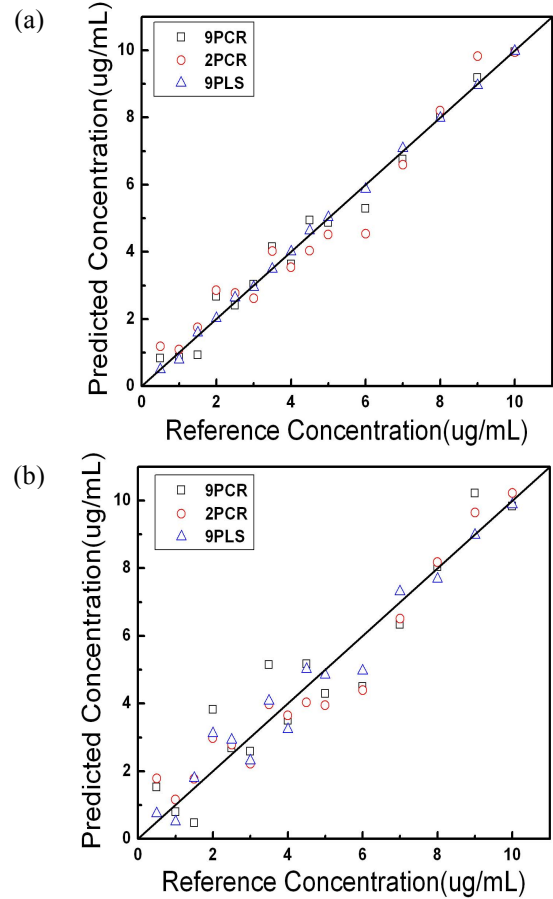 (a)
Predicted Concentration(ug/mL)
10
8
6
4
2
0
9PCR
2PCR
9PLS
0 2 4 6 8 10
Reference Concentration(ug/mL)
(b)
Predicted Concentration(ug/mL)
10
8
6
4
2
0
9PCR
2PCR
9PLS
0 2 4 6 8 10
Reference Concentration(ug/mL)